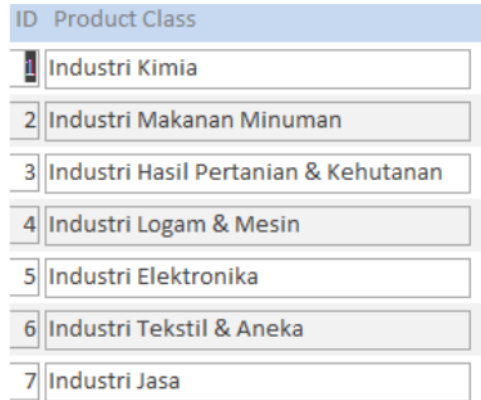 ID Product Class
1 Industri Kimia
2 Industri Makanan Minuman
3 Industri Hasil Pertanian & Kehutanan
4 Industri Logam & Mesin
5 Industri Elektronika
6 Industri Tekstil & Aneka
7 Industri Jasa